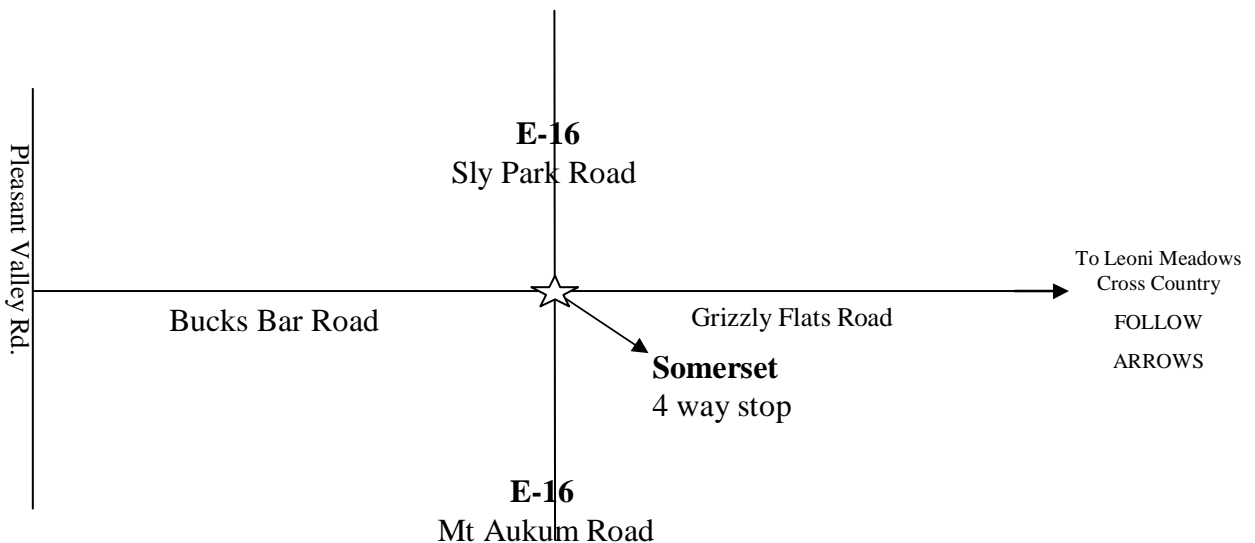 E-16
Sly Park Road
Pleasant Valley Rd.
To Leoni Meadows
Cross Country
FOLLOW
ARROWS
Bucks Bar Road
Grizzly Flats Road
Somerset
4 way stop
E-16
Mt Aukum Road